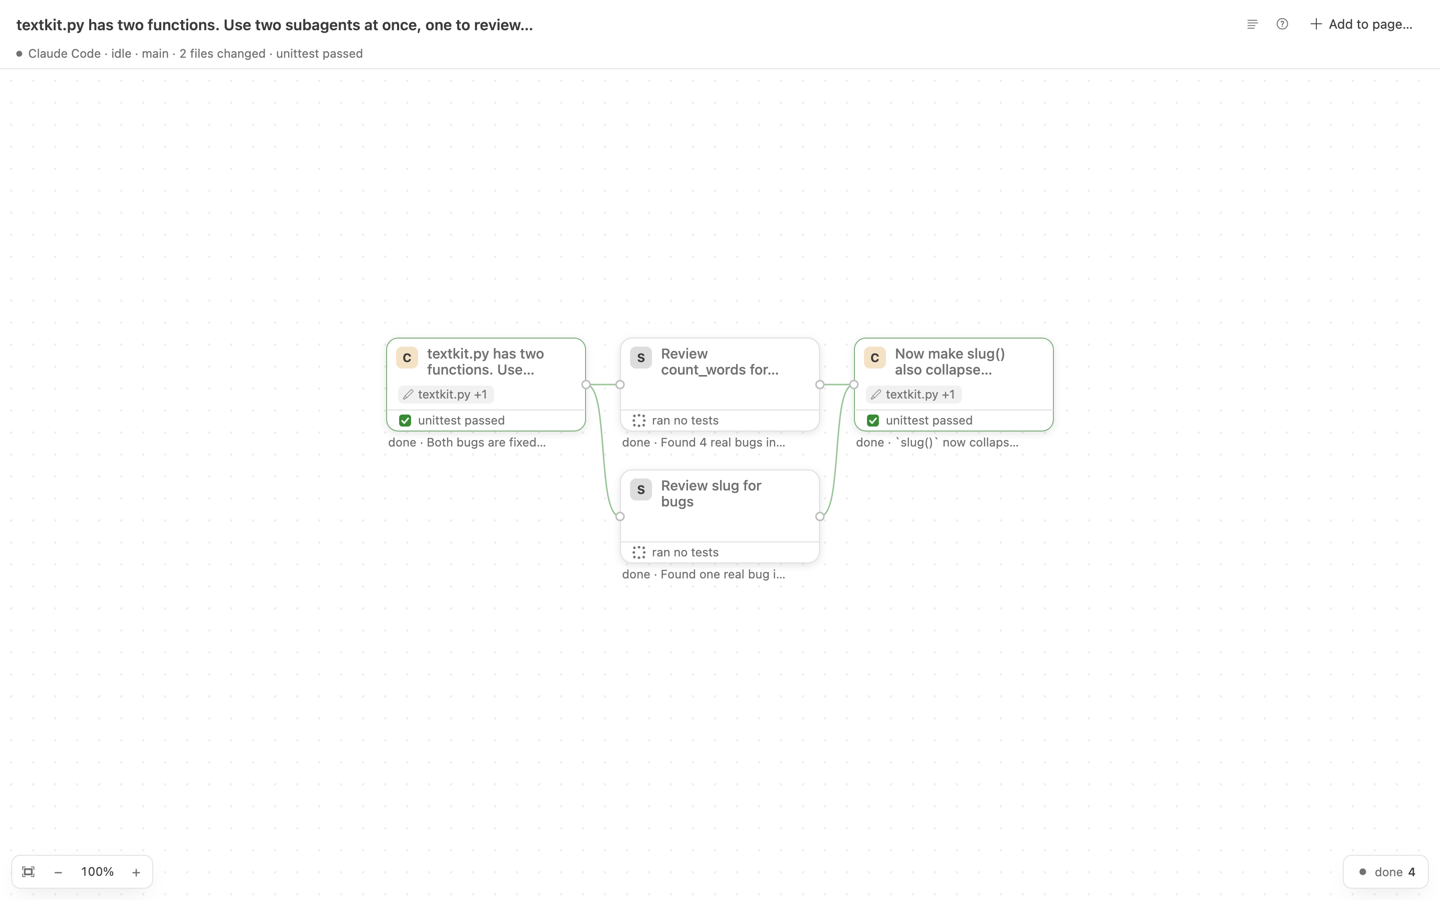 textkit.py has two functions. Use two subagents at once, one to review...
Add to page...
Claude Code · idle · main · 2 files changed · unittest passed
C
textkit.py has two
functions. Use...
textkit.py +1
unittest passed
done · Both bugs are fixed...
S
Review
count_words for...
ran no tests
done · Found 4 real bugs in...
S
Review slug for
bugs
ran no tests
done · Found one real bug i...
C
Now make slug()
also collapse...
textkit.py +1
unittest passed
done · `slug()` now collaps...
− 100% +
done 4